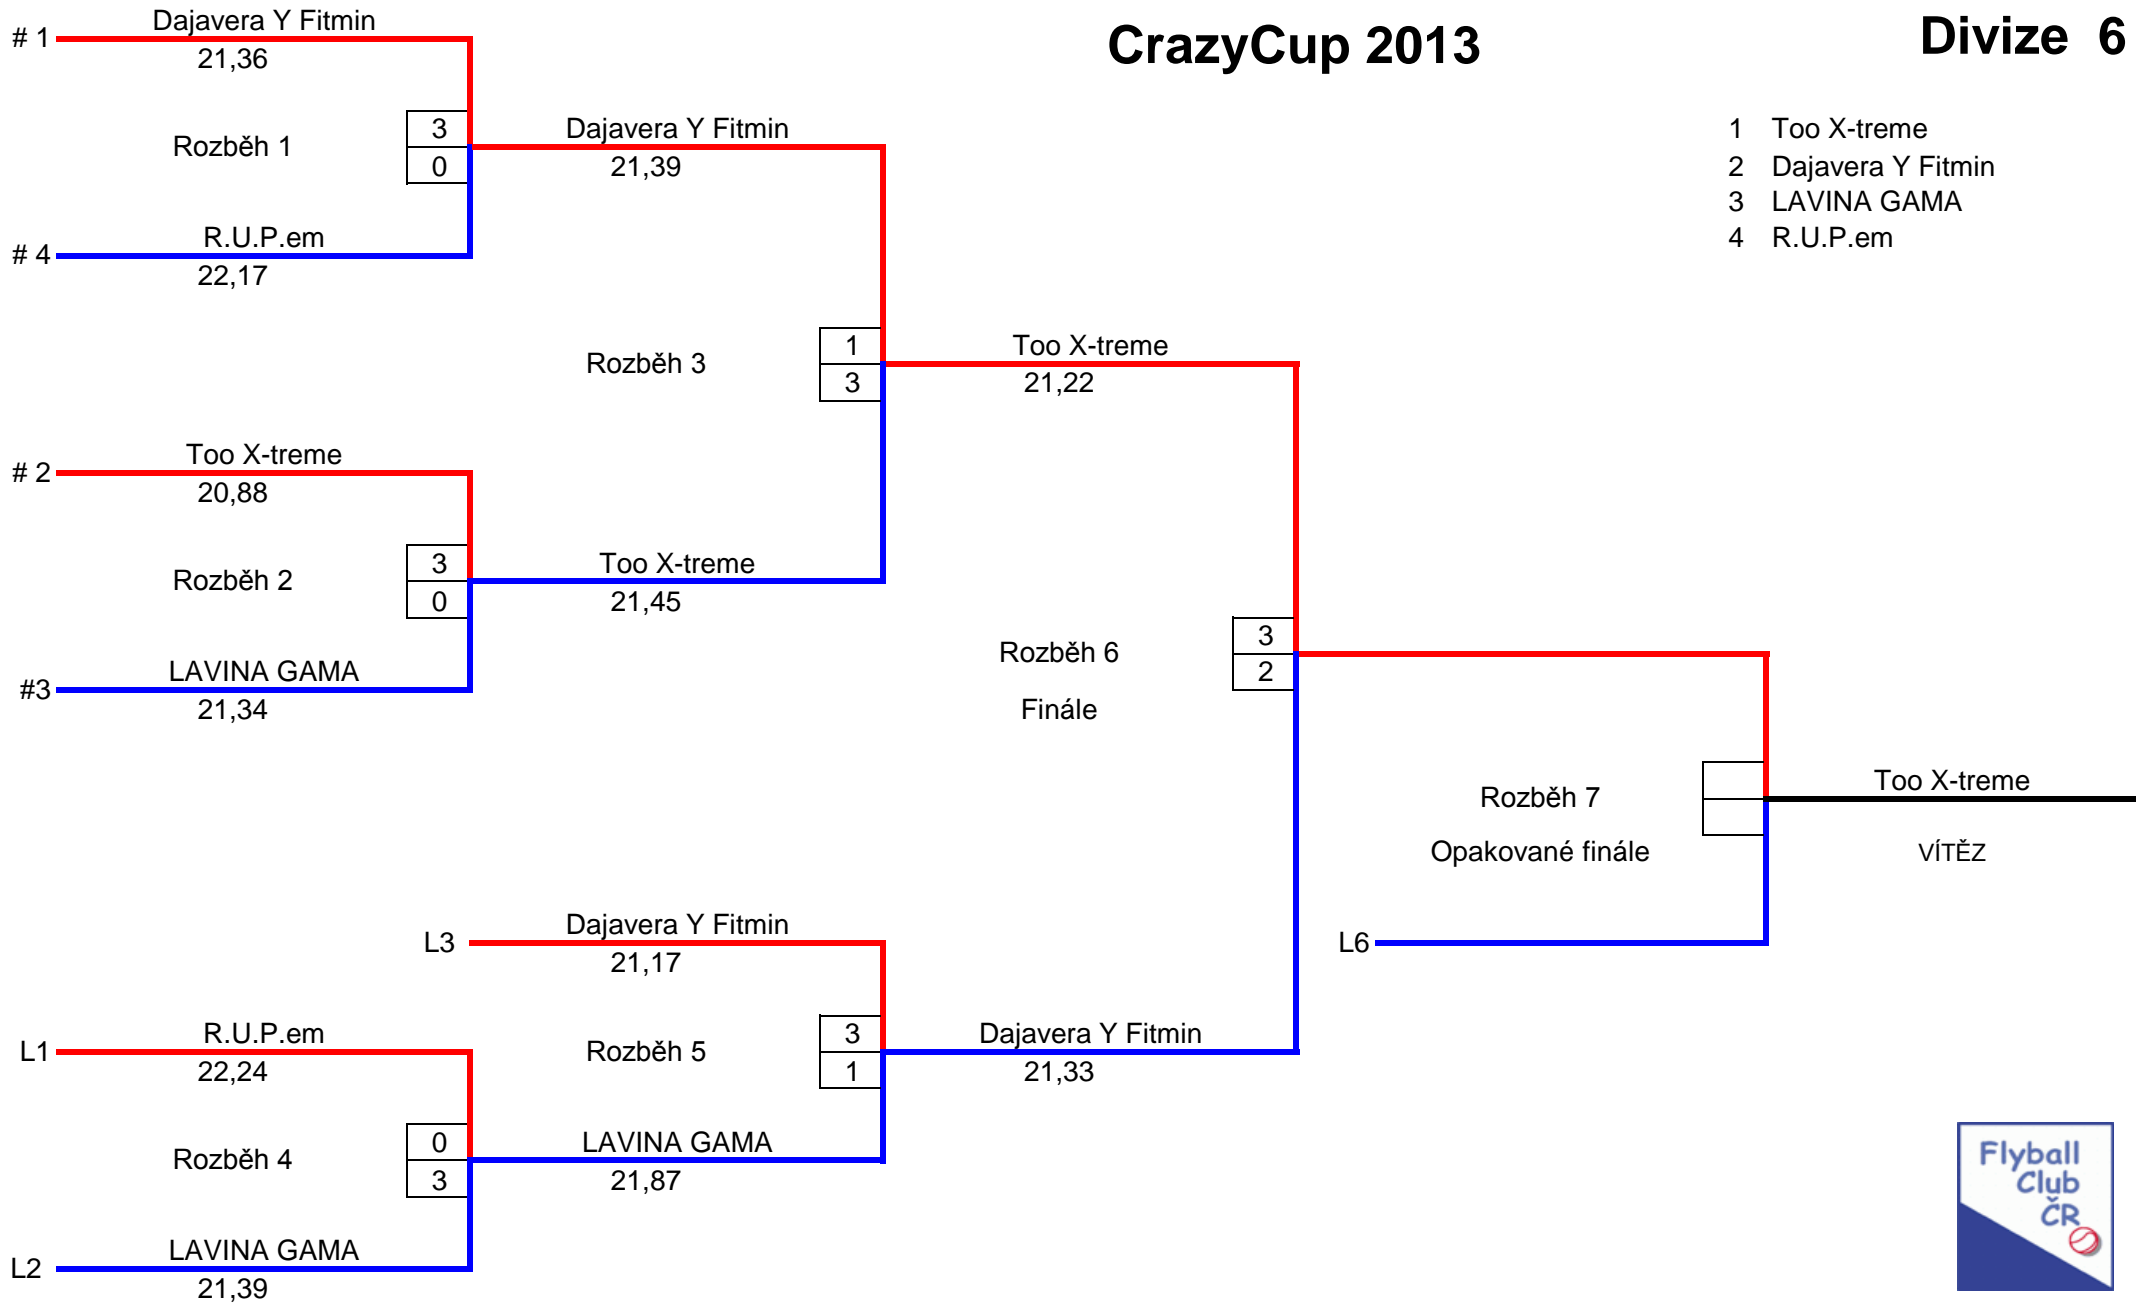 CrazyCup 2013
Divize 6
1 Too X-treme
2 Dajavera Y Fitmin
3 LAVINA GAMA
4 R.U.P.em
# 1
Dajavera Y Fitmin
21,36
Rozběh 1
3
0
# 4
R.U.P.em
22,17
Dajavera Y Fitmin
21,39
Rozběh 3
1
3
Too X-treme
21,22
# 2
Too X-treme
20,88
Rozběh 2
3
0
Too X-treme
21,45
#3
LAVINA GAMA
21,34
Rozběh 6
3
2
Finále
Rozběh 7
Opakované finále
Too X-treme
VÍTĚZ
L6
L3
Dajavera Y Fitmin
21,17
Rozběh 5
3
1
Dajavera Y Fitmin
21,33
L1
R.U.P.em
22,24
Rozběh 4
0
3
LAVINA GAMA
21,87
L2
LAVINA GAMA
21,39
Flyball
Club
ČR